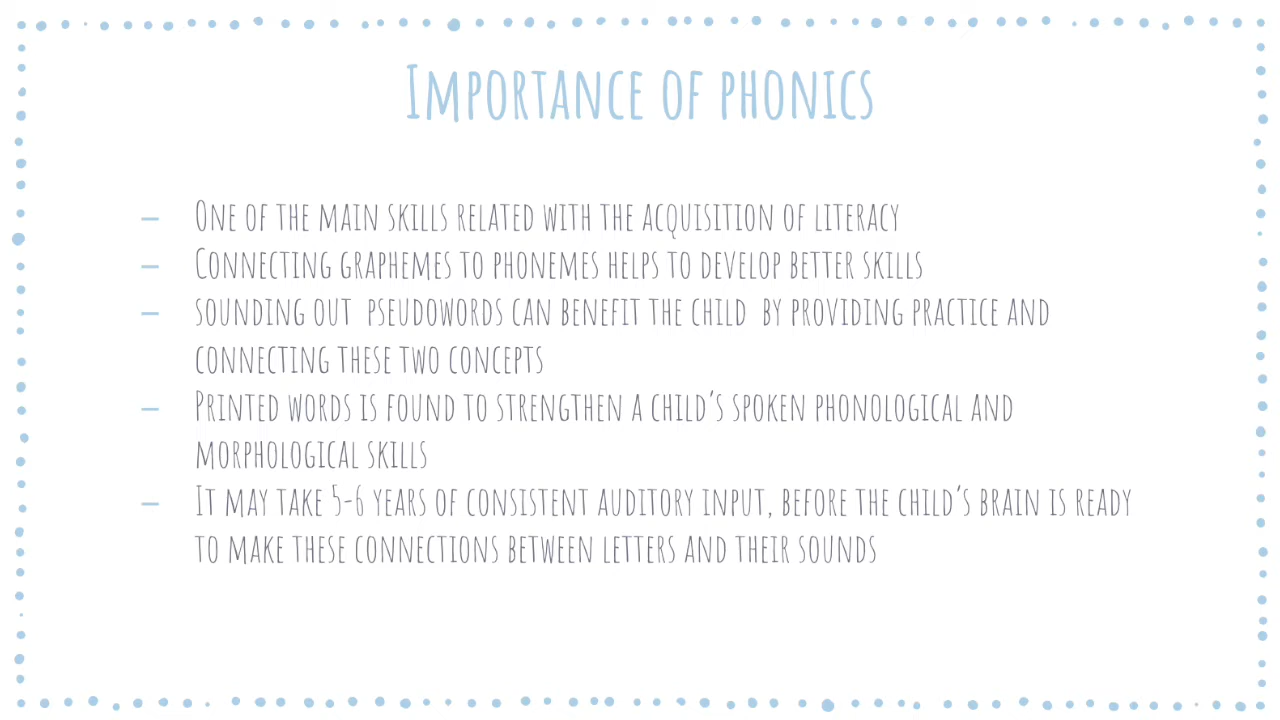 Importance of phonics
– One of the main skills related with the acquisition of literacy
– Connecting graphemes to phonemes helps to develop better skills
– sounding out pseudowords can benefit the child by providing practice and
connecting these two concepts
– Printed words is found to strengthen a child's spoken phonological and
morphological skills
– It may take 5-6 years of consistent auditory input, before the child's brain is ready
to make these connections between letters and their sounds